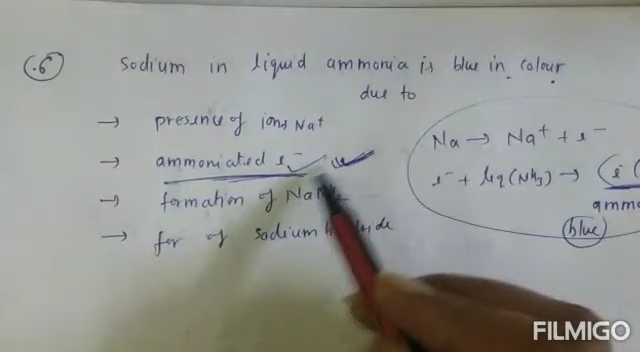 .6
Sodium in liquid ammonia is blue in colour
due to
→ presence of ions Na+
→ ammoniated e-
→ formation of
→ for of sodium
Na → Na+ + e-
e- + liq (NH3) →
blue
FILMIGO